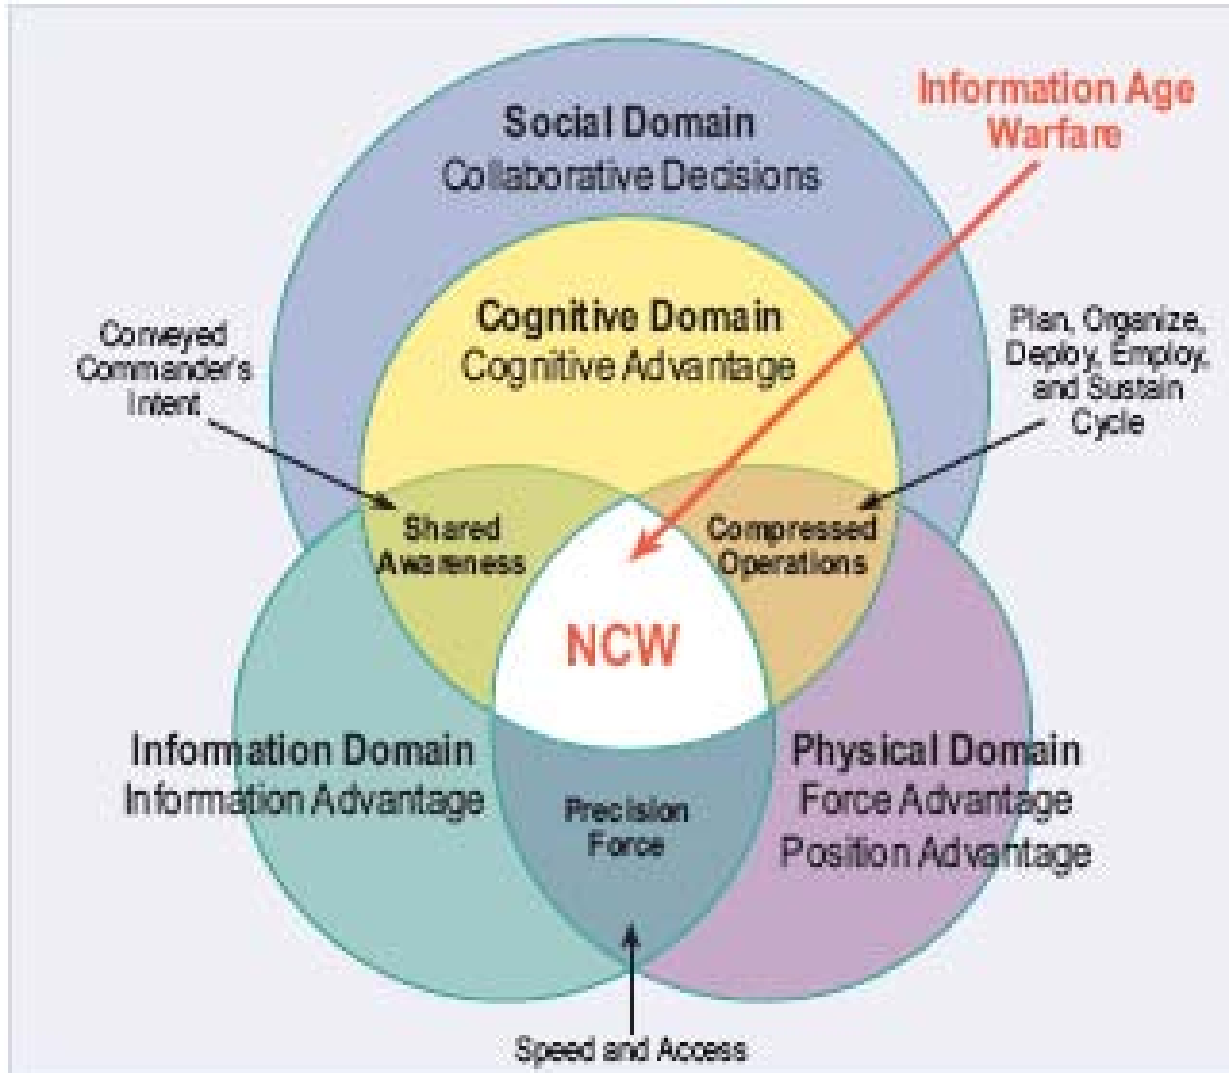 Social Domain
Collaborative Decisions
Information Age
Warfare
Cognitive Domain
Cognitive Advantage
Conveyed
Commander's
Intent
Plan, Organize,
Deploy, Employ,
and Sustain
Cycle
Shared
Awareness
Compressed
Operations
NCW
Information Domain
Information Advantage
Physical Domain
Force Advantage
Position Advantage
Precision
Force
Speed and Access